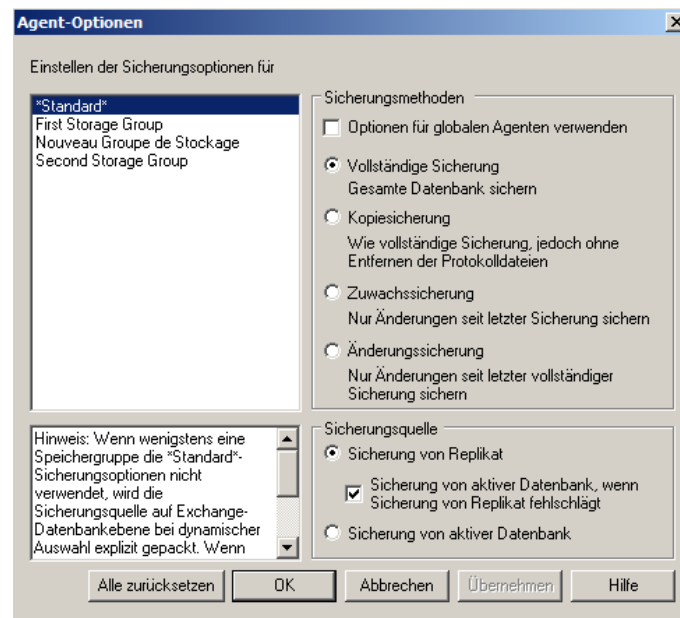 Agent-Optionen
Einstellen der Sicherungsoptionen für
*Standard*
First Storage Group
Nouveau Groupe de Stockage
Second Storage Group
Sicherungsmethoden
Optionen für globalen Agenten verwenden
Vollständige Sicherung
Gesamte Datenbank sichern
Kopiesicherung
Wie vollständige Sicherung, jedoch ohne
Entfernen der Protokolldateien
Zuwachssicherung
Nur Änderungen seit letzter Sicherung sichern
Änderungssicherung
Nur Änderungen seit letzter vollständiger
Sicherung sichern
Hinweis: Wenn wenigstens eine
Speichergruppe die *Standard*-
Sicherungsoptionen nicht
verwendet, wird die
Sicherungsquelle auf Exchange-
Datenbankebene bei dynamischer
Auswahl explizit gepackt. Wenn
Sicherungsquelle
Sicherung von Replikat
Sicherung von aktiver Datenbank, wenn
Sicherung von Replikat fehlschlägt
Sicherung von aktiver Datenbank
Alle zurücksetzen
OK
Abbrechen
Übernehmen
Hilfe